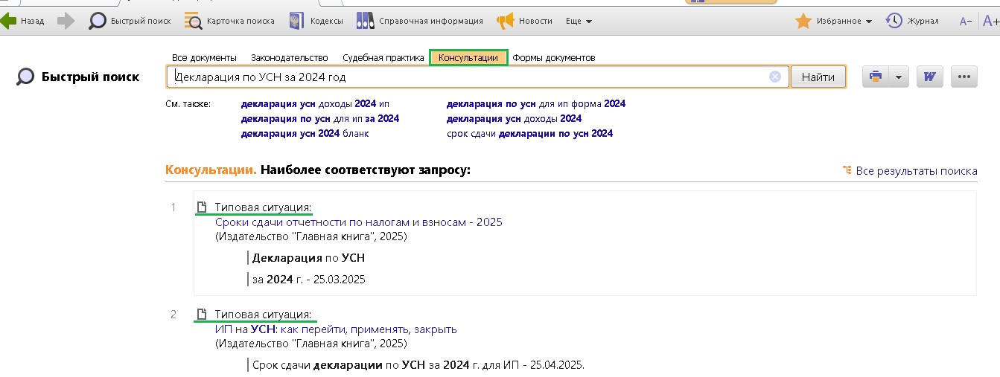 Назад Быстрый поиск Карточка поиска Кодексы Справочная информация Новости Еще Избранное Журнал A− A+
Все документы Законодательство Судебная практика Консультации Формы документов
Быстрый поиск Декларация по УСН за 2024 год Найти
См. также: декларация усн доходы 2024 ип декларация по усн для ип форма 2024
декларация по усн для ип за 2024 декларация усн доходы 2024
декларация усн 2024 бланк срок сдачи декларации по усн 2024
Консультации. Наиболее соответствуют запросу: Все результаты поиска
1 Типовая ситуация:
Сроки сдачи отчетности по налогам и взносам - 2025
(Издательство "Главная книга", 2025)
Декларация по УСН
за 2024 г. - 25.03.2025
2 Типовая ситуация:
ИП на УСН: как перейти, применять, закрыть
(Издательство "Главная книга", 2025)
Срок сдачи декларации по УСН за 2024 г. для ИП - 25.04.2025.